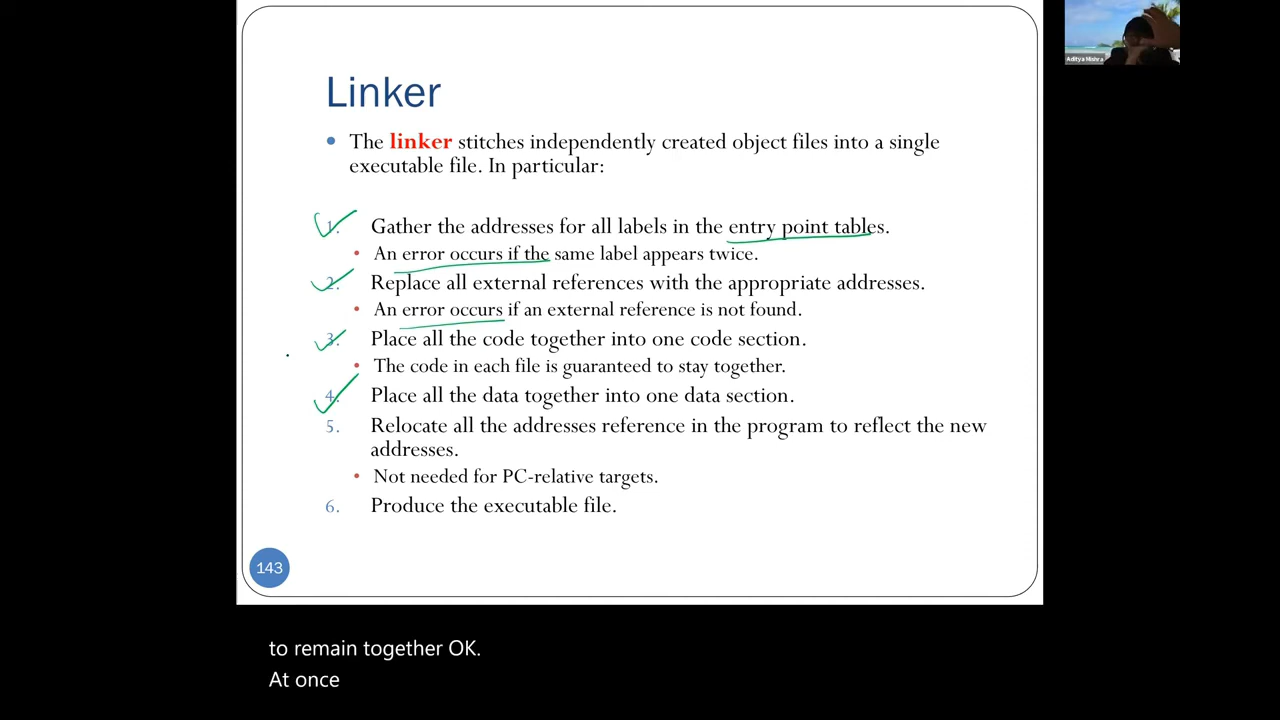 Aditya Mishra
Linker
• The linker stitches independently created object files into a single
executable file. In particular:
1. Gather the addresses for all labels in the entry point tables.
• An error occurs if the same label appears twice.
2. Replace all external references with the appropriate addresses.
• An error occurs if an external reference is not found.
3. Place all the code together into one code section.
• The code in each file is guaranteed to stay together.
4. Place all the data together into one data section.
5. Relocate all the addresses reference in the program to reflect the new
addresses.
• Not needed for PC-relative targets.
6. Produce the executable file.
143
to remain together OK.
At once